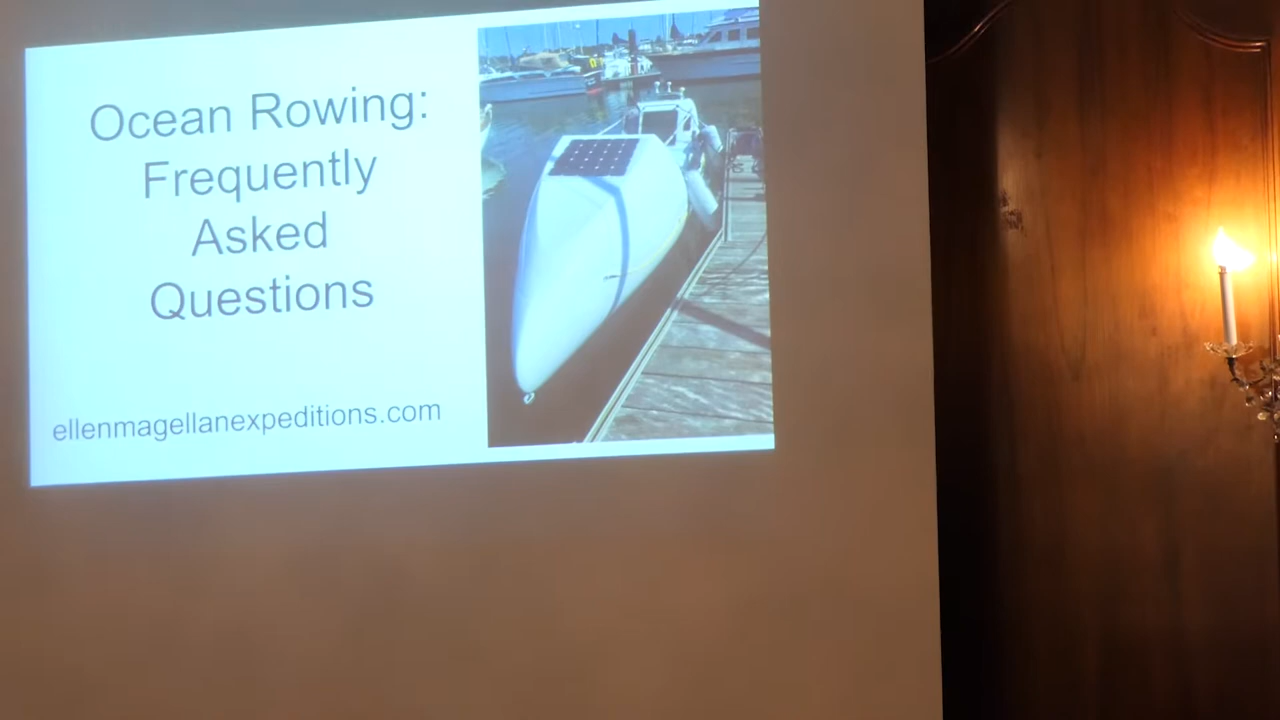 Ocean Rowing:
Frequently
Asked
Questions
ellenmagellanexpeditions.com